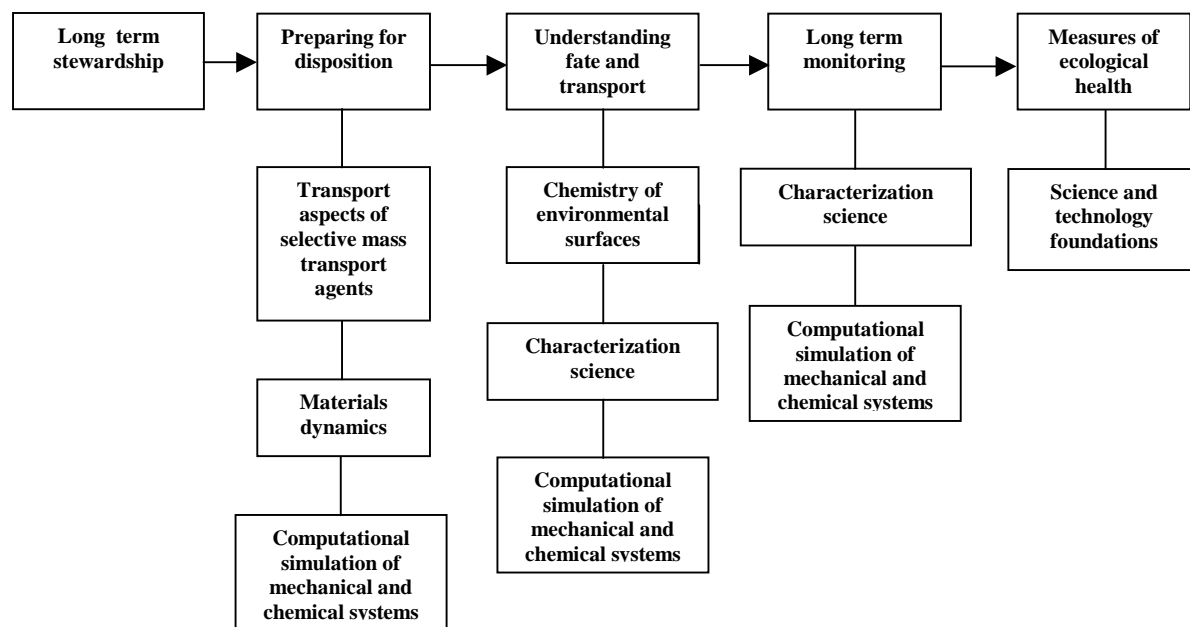 Long term
stewardship
Preparing for
disposition
Understanding
fate and
transport
Long term
monitoring
Measures of
ecological
health
Transport
aspects of
selective mass
transport
agents
Chemistry of
environmental
surfaces
Characterization
science
Science and
technology
foundations
Materials
dynamics
Characterization
science
Computational
simulation of
mechanical and
chemical systems
Computational
simulation of
mechanical and
chemical systems
Computational
simulation of
mechanical and
chemical systems